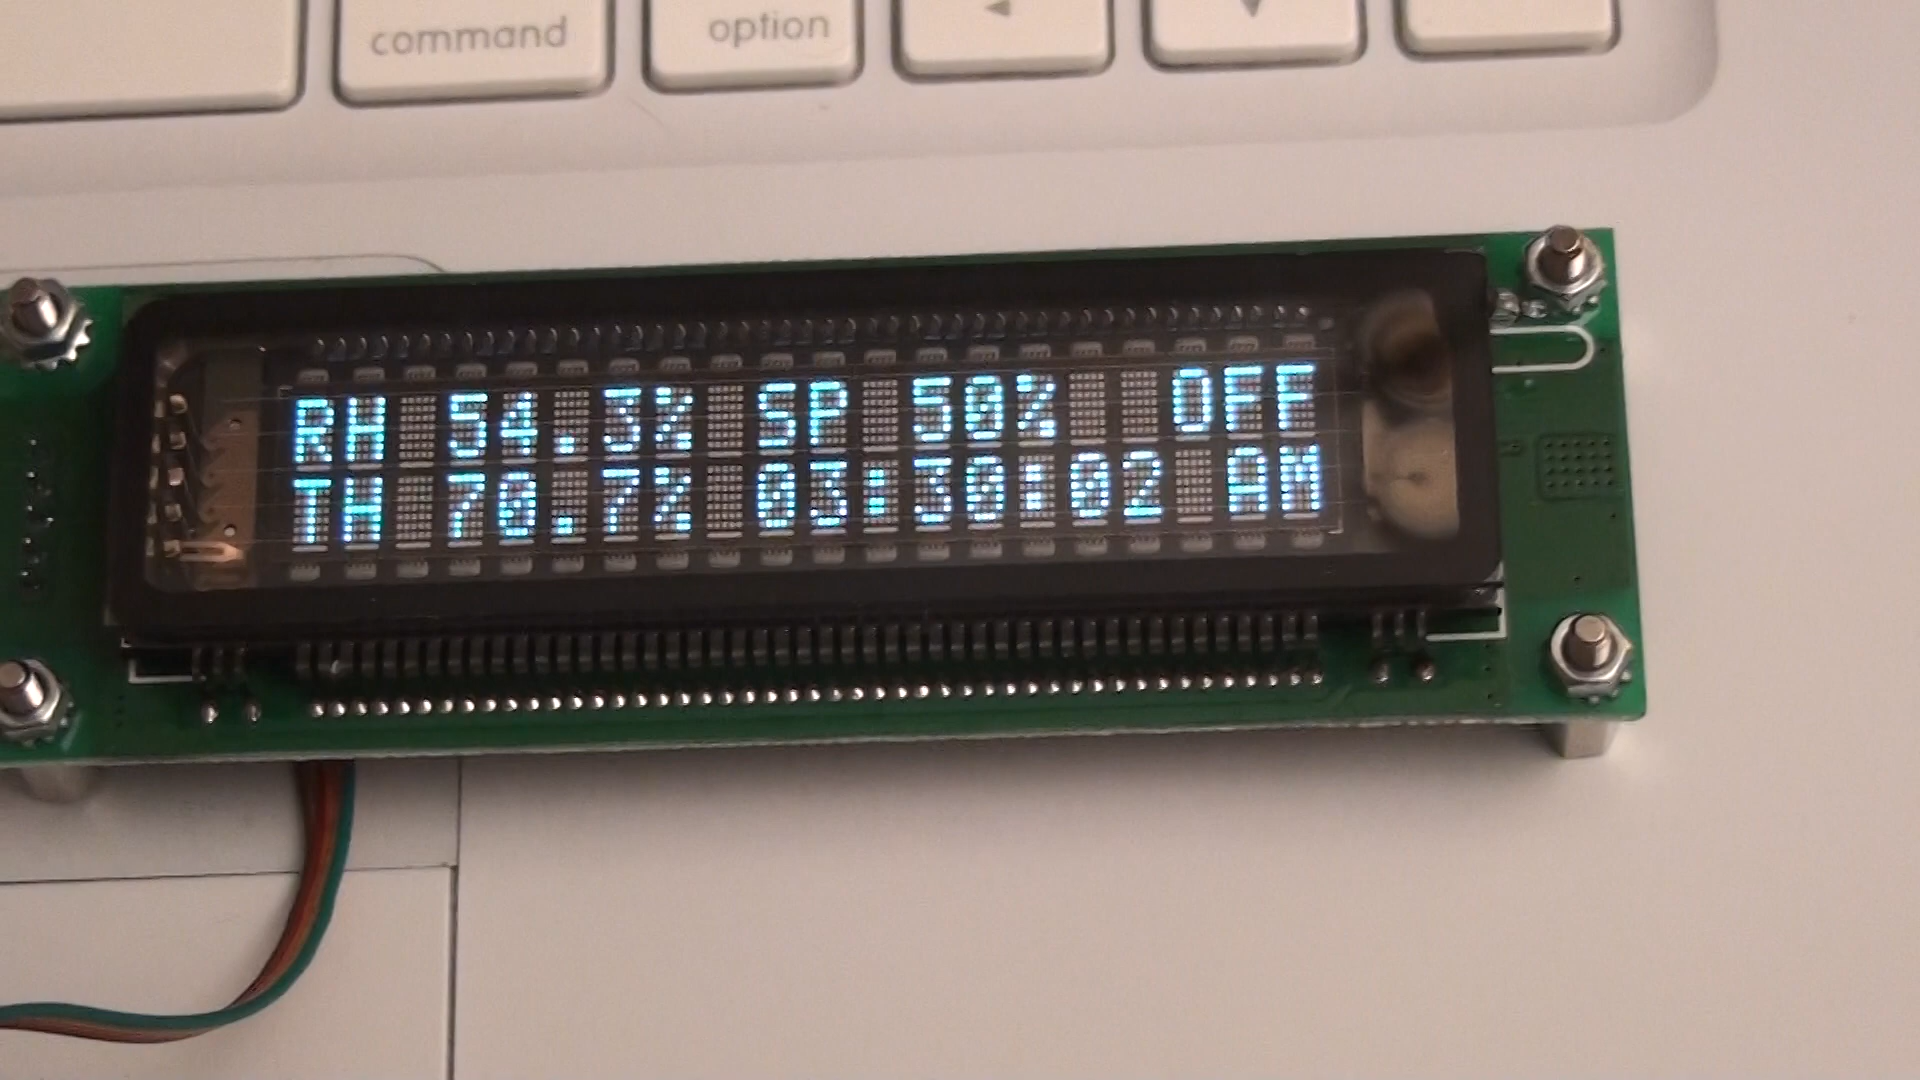 command option
RH 54.3% SP 50% OFF
TH 70.7% 03:30:02 AM